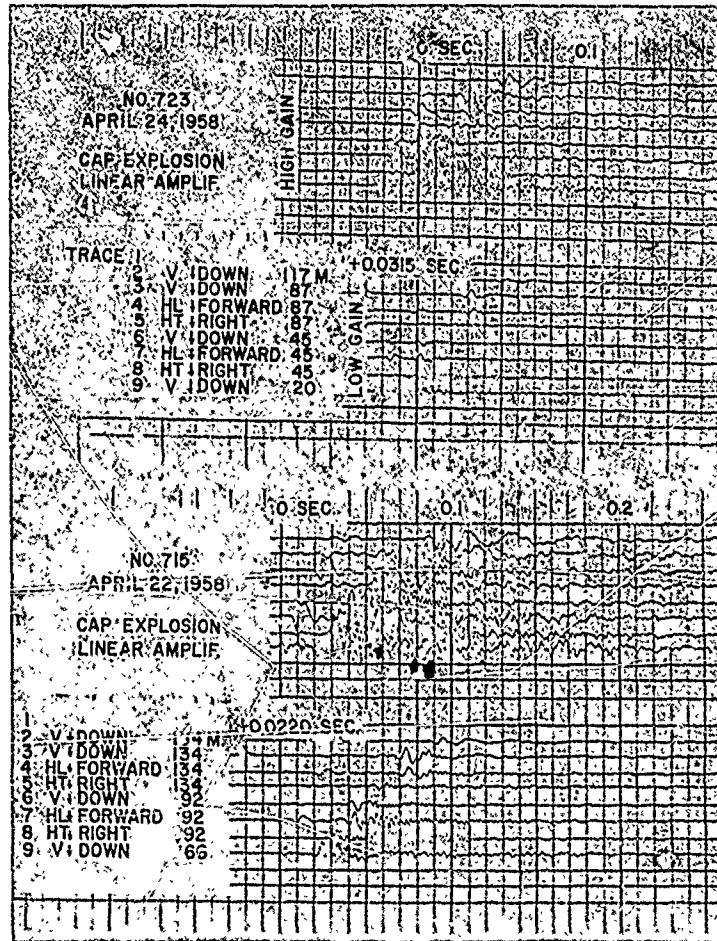 0 SEC 0.1
NO. 723
APRIL 24, 1958
CAP EXPLOSION
LINEAR AMPLIF.
HIGH GAIN
TRACE 1
2 V DOWN 117 M
3 V DOWN 87
4 HL FORWARD 87
5 HT RIGHT 87
6 V DOWN 45
7 HL FORWARD 45
8 HT RIGHT 45
9 V DOWN 20
+0.0315 SEC
LOW GAIN
0 SEC 0.1 0.2
NO. 715
APRIL 22, 1958
CAP EXPLOSION
LINEAR AMPLIF.
+0.0220 SEC
1
2 V DOWN M
3 V DOWN 134
4 HL FORWARD 134
5 HT RIGHT 134
6 V DOWN 92
7 HL FORWARD 92
8 HT RIGHT 92
9 V DOWN 66